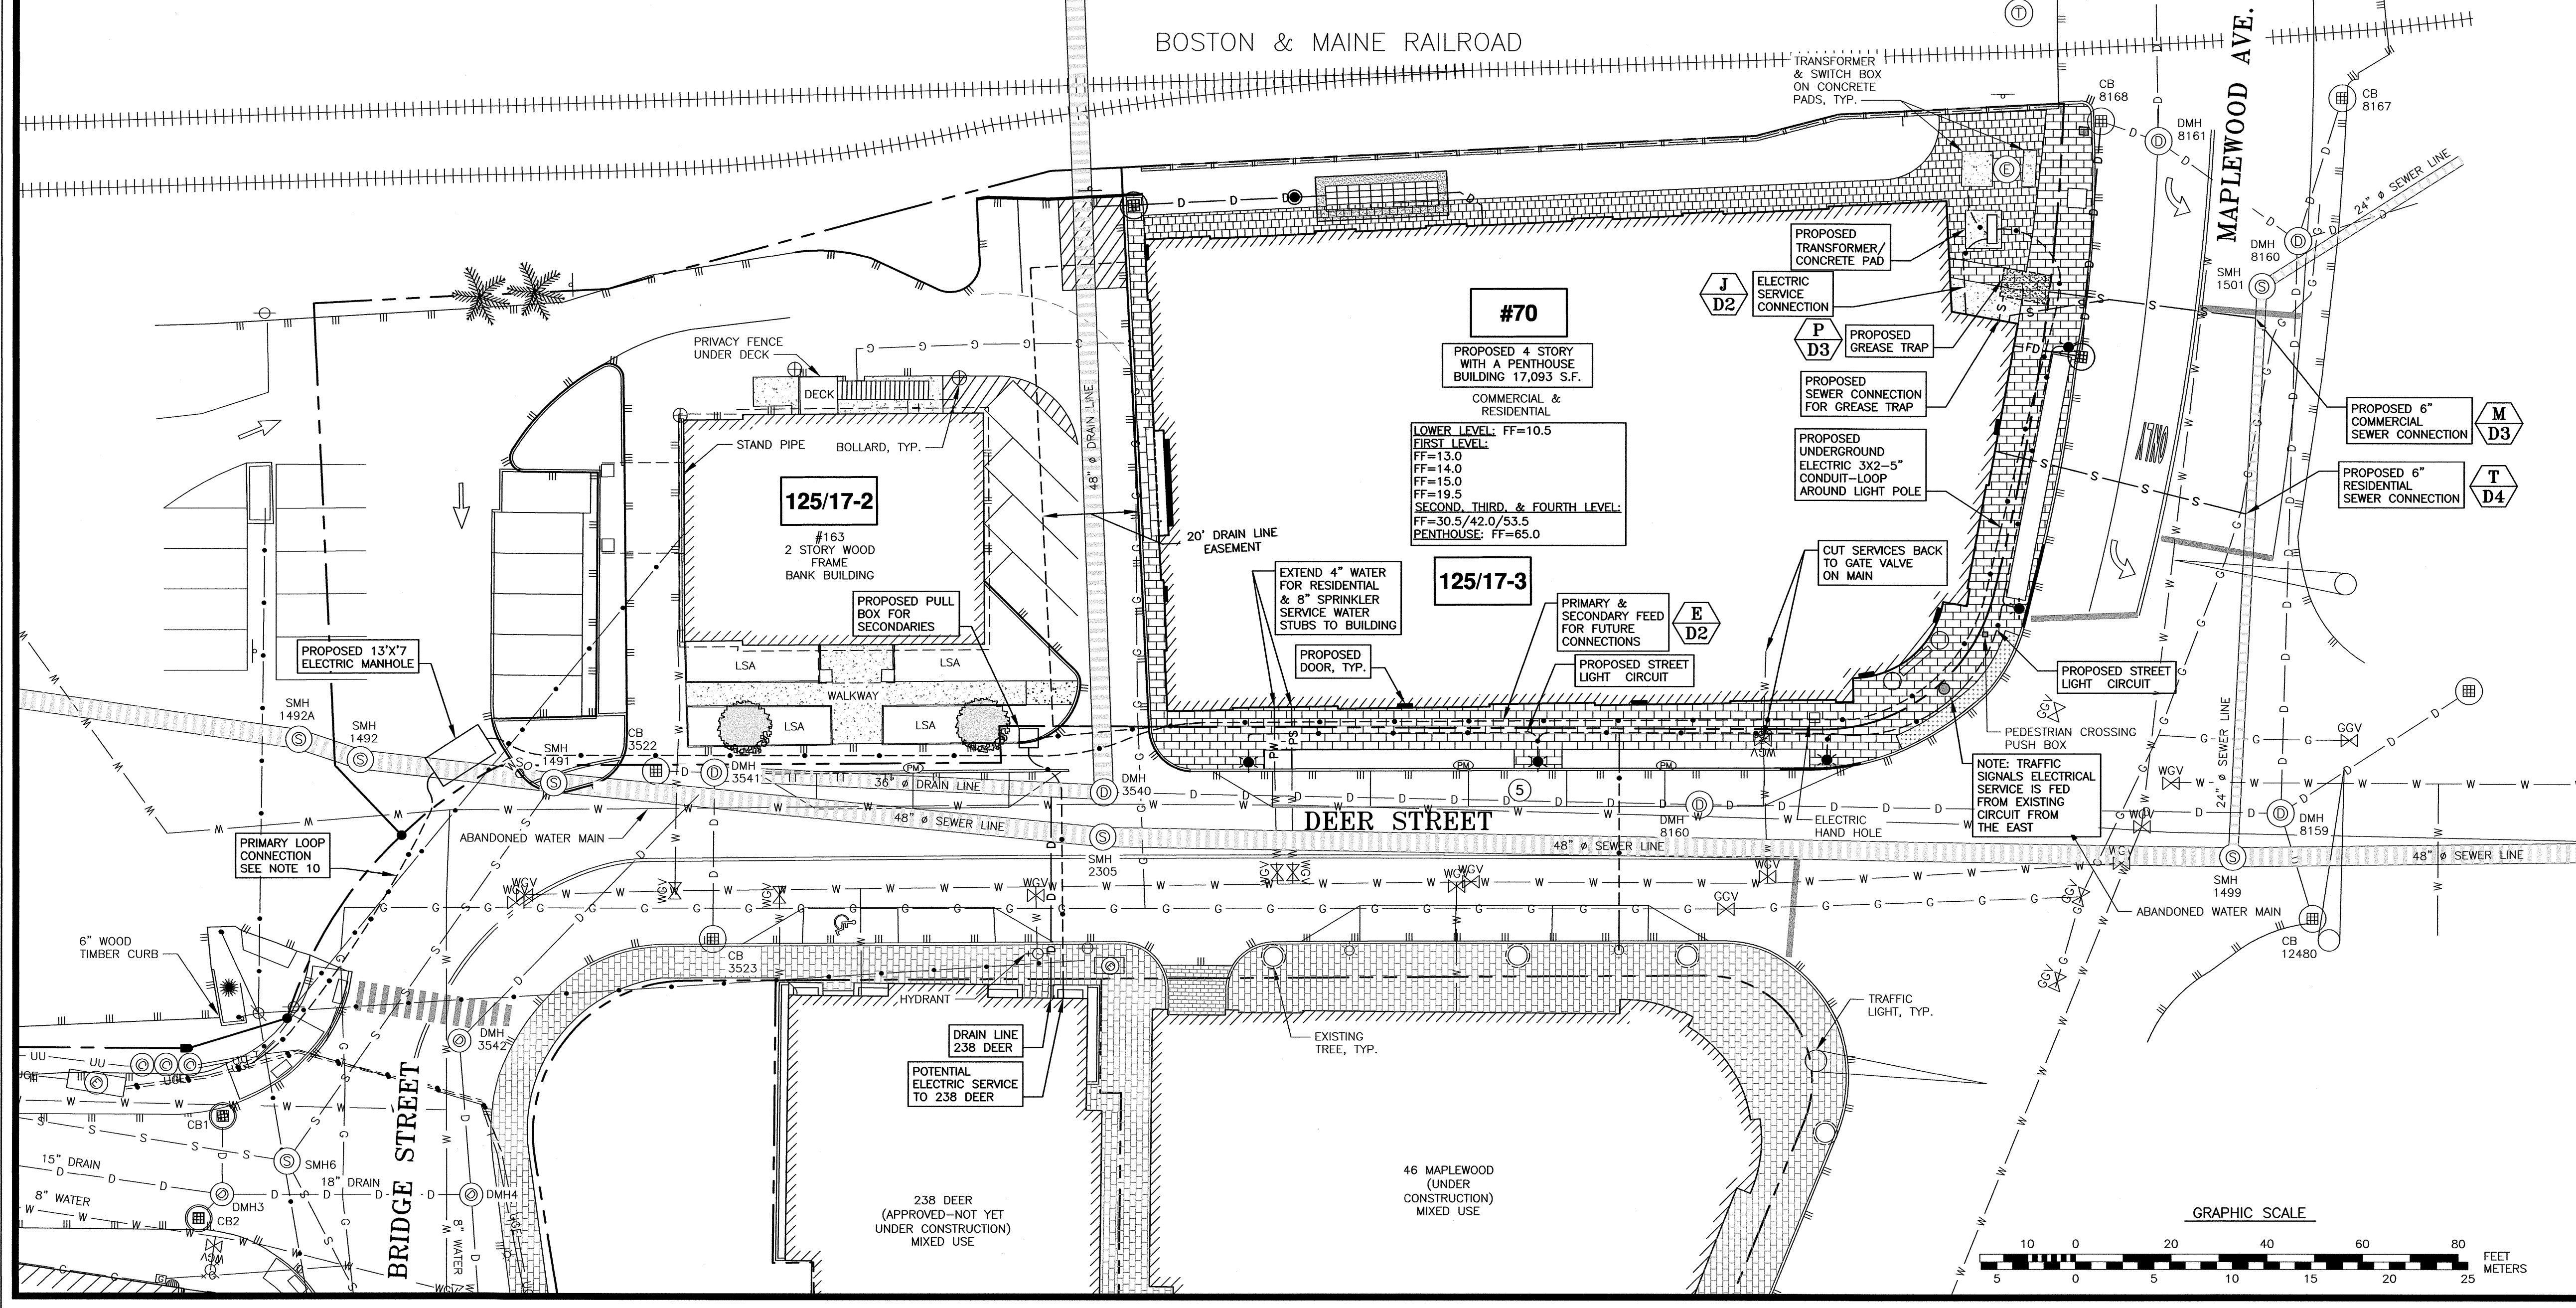 BOSTON & MAINE RAILROAD
TRANSFORMER
& SWITCH BOX
ON CONCRETE
PADS, TYP.
T
CB
8168
DMH
8161
MAPLEWOOD AVE.
CB
8167
24" ø SEWER LINE
DMH
8160
SMH
1501
PROPOSED
TRANSFORMER/
CONCRETE PAD
J
D2
ELECTRIC
SERVICE
CONNECTION
P
D3
PROPOSED
GREASE TRAP
PROPOSED
SEWER CONNECTION
FOR GREASE TRAP
PROPOSED
UNDERGROUND
ELECTRIC 3X2-5"
CONDUIT-LOOP
AROUND LIGHT POLE
#70
PROPOSED 4 STORY
WITH A PENTHOUSE
BUILDING 17,093 S.F.
COMMERCIAL &
RESIDENTIAL
LOWER LEVEL: FF=10.5
FIRST LEVEL:
FF=13.0
FF=14.0
FF=15.0
FF=19.5
SECOND, THIRD, & FOURTH LEVEL:
FF=30.5/42.0/53.5
PENTHOUSE: FF=65.0
125/17-3
PRIVACY FENCE
UNDER DECK
DECK
STAND PIPE
BOLLARD, TYP.
48" ø DRAIN LINE
125/17-2
#163
2 STORY WOOD
FRAME
BANK BUILDING
20' DRAIN LINE
EASEMENT
PROPOSED PULL
BOX FOR
SECONDARIES
EXTEND 4" WATER
FOR RESIDENTIAL
& 8" SPRINKLER
SERVICE WATER
STUBS TO BUILDING
PROPOSED
DOOR, TYP.
PRIMARY &
SECONDARY FEED
FOR FUTURE
CONNECTIONS
E
D2
PROPOSED STREET
LIGHT CIRCUIT
CUT SERVICES BACK
TO GATE VALVE
ON MAIN
ONLY
PROPOSED 6"
COMMERCIAL
SEWER CONNECTION
M
D3
PROPOSED 6"
RESIDENTIAL
SEWER CONNECTION
T
D4
PROPOSED STREET
LIGHT CIRCUIT
PEDESTRIAN CROSSING
PUSH BOX
NOTE: TRAFFIC
SIGNALS ELECTRICAL
SERVICE IS FED
FROM EXISTING
CIRCUIT FROM
THE EAST
PROPOSED 13'X'7
ELECTRIC MANHOLE
LSA
LSA
WALKWAY
LSA
LSA
SMH
1492A
SMH
1492
SMH
1491
CB
3522
DMH
3541
36" ø DRAIN LINE
DMH
3540
48" ø SEWER LINE
ABANDONED WATER MAIN
SMH
2305
DEER STREET
5
DMH
8160
ELECTRIC
HAND HOLE
48" ø SEWER LINE
24" ø SEWER LINE
DMH
8159
48" ø SEWER LINE
SMH
1499
ABANDONED WATER MAIN
CB
12480
PRIMARY LOOP
CONNECTION
SEE NOTE 10
6" WOOD
TIMBER CURB
CB
3523
HYDRANT
DRAIN LINE
238 DEER
POTENTIAL
ELECTRIC SERVICE
TO 238 DEER
EXISTING
TREE, TYP.
TRAFFIC
LIGHT, TYP.
DMH
3542
BRIDGE STREET
CB1
SMH6
15" DRAIN
18" DRAIN
8" WATER
DMH3
DMH4
CB2
8" WATER
238 DEER
(APPROVED-NOT YET
UNDER CONSTRUCTION)
MIXED USE
46 MAPLEWOOD
(UNDER
CONSTRUCTION)
MIXED USE
GRAPHIC SCALE
10 0 20 40 60 80
FEET
METERS
5 0 5 10 15 20 25